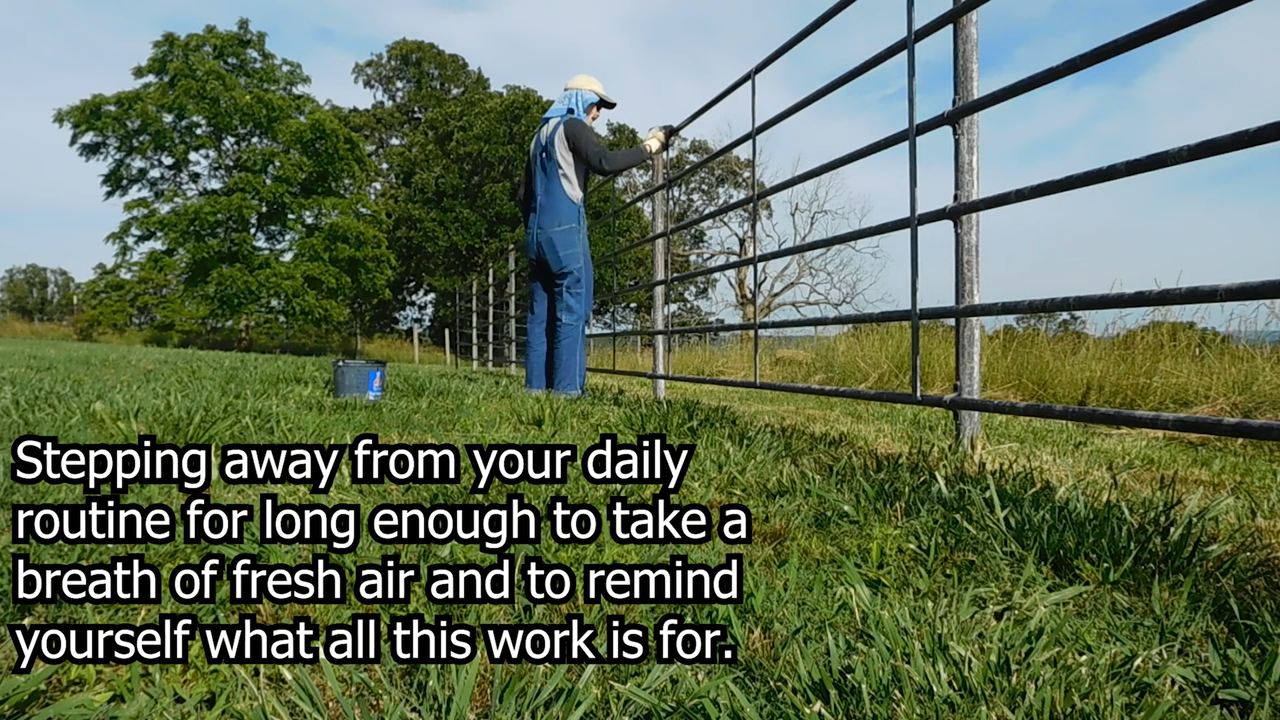 Stepping away from your daily
routine for long enough to take a
breath of fresh air and to remind
yourself what all this work is for.